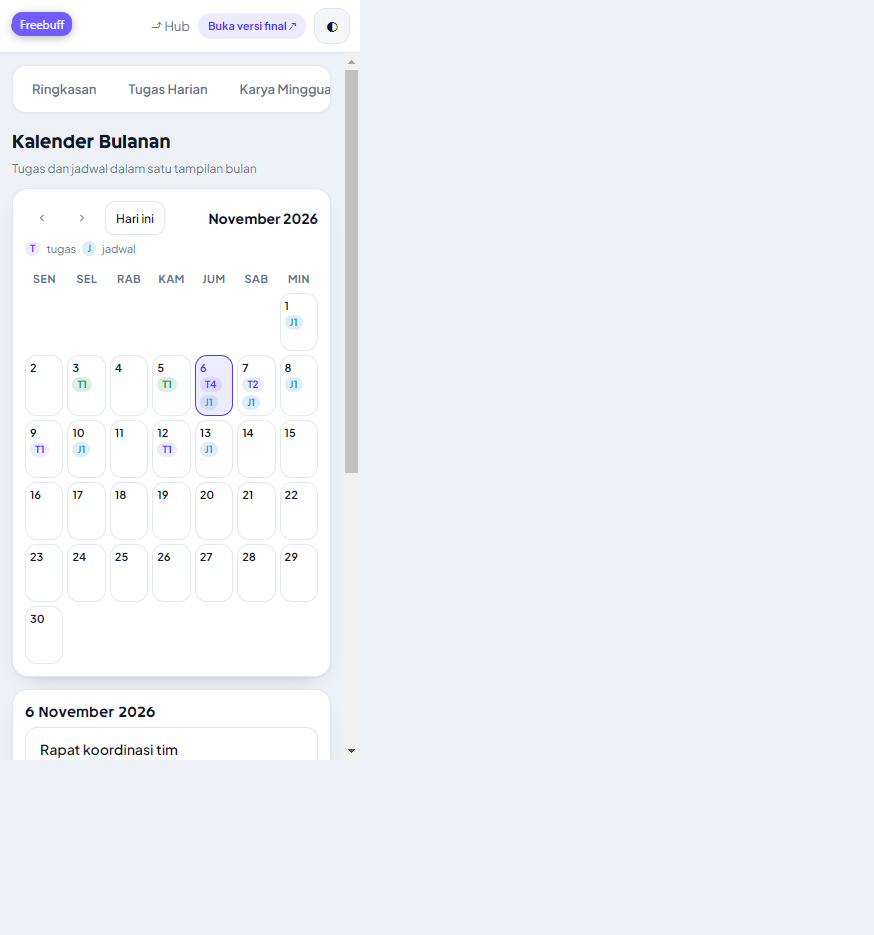 Freebuff
Hub
Buka versi final ↗
Ringkasan Tugas Harian Karya Minggua
Kalender Bulanan
Tugas dan jadwal dalam satu tampilan bulan
‹ › Hari ini November 2026
T tugas J jadwal
SEN SEL RAB KAM JUM SAB MIN
1
J1
2 3 4 5 6 7 8
T1 T1 T4 T2 J1
J1 J1
9 10 11 12 13 14 15
T1 J1 T1 J1
16 17 18 19 20 21 22
23 24 25 26 27 28 29
30
6 November 2026
Rapat koordinasi tim